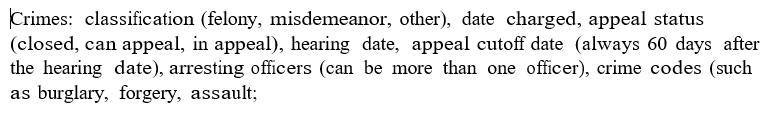 Crimes: classification (felony, misdemeanor, other), date charged, appeal status
(closed, can appeal, in appeal), hearing date, appeal cutoff date (always 60 days after
the hearing date), arresting officers (can be more than one officer), crime codes (such
as burglary, forgery, assault;